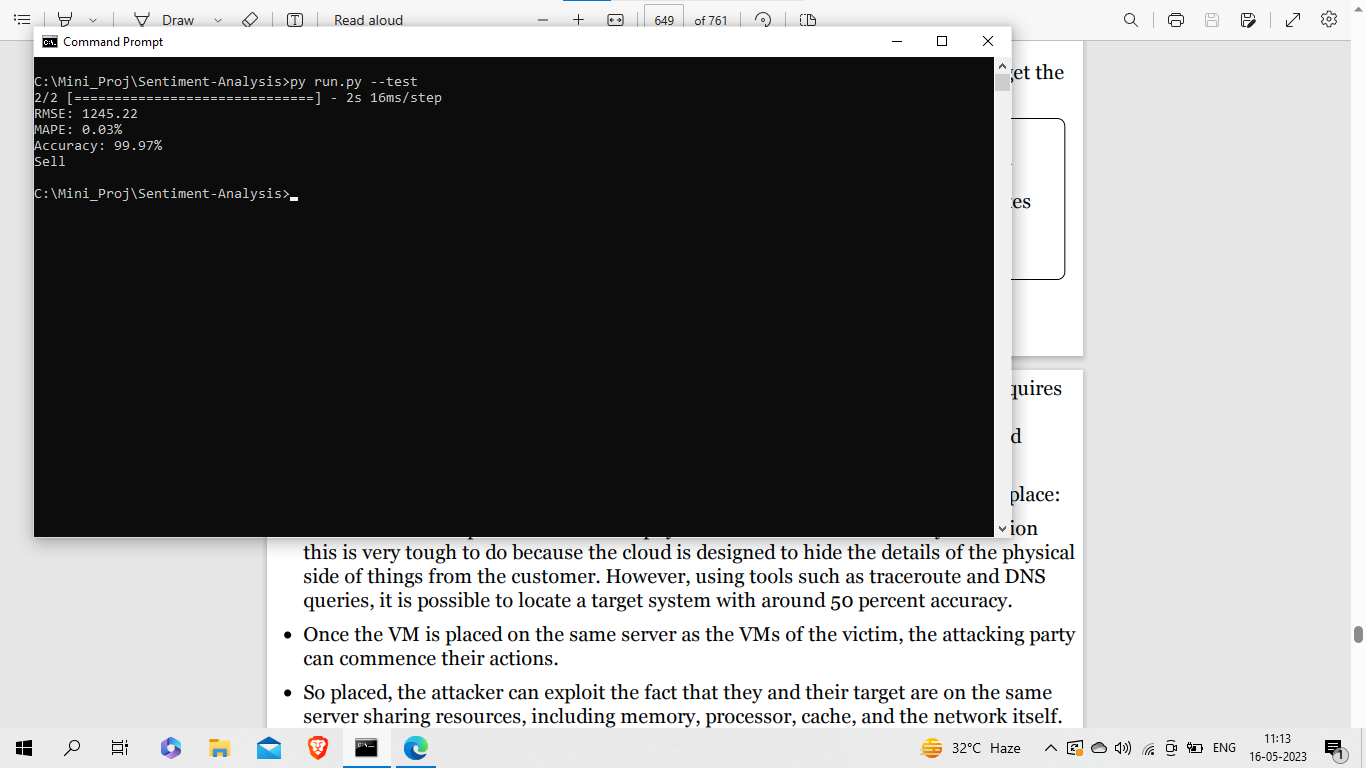 Draw
Read aloud
649 of 761
Command Prompt
C:\Mini_Proj\Sentiment-Analysis>py run.py --test
2/2 [==============================] - 2s 16ms/step
RMSE: 1245.22
MAPE: 0.03%
Accuracy: 99.97%
Sell
C:\Mini_Proj\Sentiment-Analysis>
the
place:
this is very tough to do because the cloud is designed to hide the details of the physical
side of things from the customer. However, using tools such as traceroute and DNS
queries, it is possible to locate a target system with around 50 percent accuracy.
• Once the VM is placed on the same server as the VMs of the victim, the attacking party
can commence their actions.
• So placed, the attacker can exploit the fact that they and their target are on the same
server sharing resources, including memory, processor, cache, and the network itself.
32°C Haze
ENG
11:13
16-05-2023
1